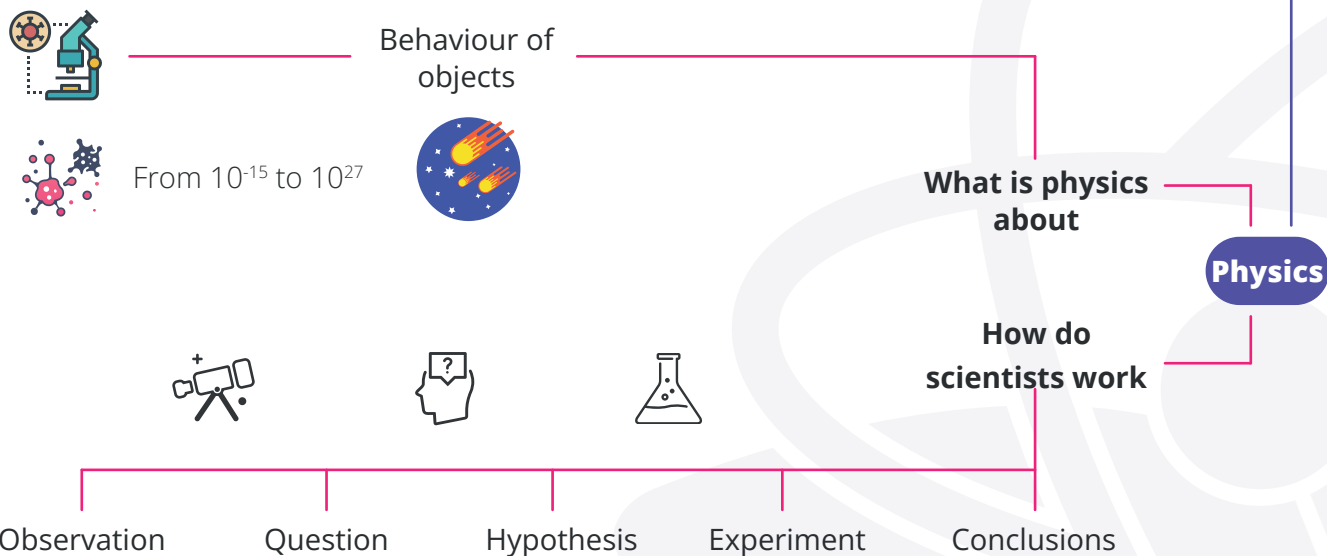 Behaviour of
objects
From 10⁻¹⁵ to 10²⁷
What is physics
about
Physics
How do
scientists work
?
Observation
Question
Hypothesis
Experiment
Conclusions